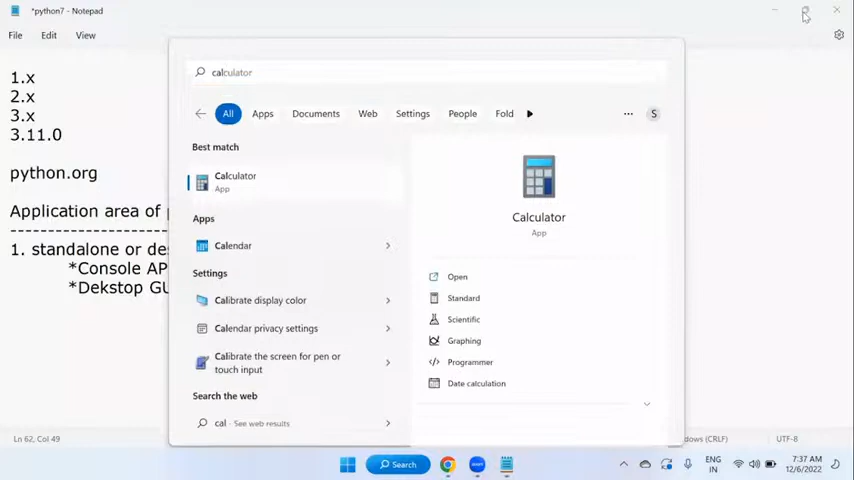 *python7 - Notepad
File Edit View
1.x
2.x
3.x
3.11.0
python.org
Application area of
------------------------
1. standalone or
*Console
*Dekstop
calculator
All Apps Documents Web Settings People Fold S
Best match
Calculator
App
Apps
Calendar
Settings
Calibrate display color
Calendar privacy settings
Calibrate the screen for pen or
touch input
Search the web
cal - See web results
Calculator
App
Open
Standard
Scientific
Graphing
Programmer
Date calculation
Ln 62, Col 49
(CRLF)
UTF-8
Search
zoom
ENG
IN
7:37 AM
12/6/2022